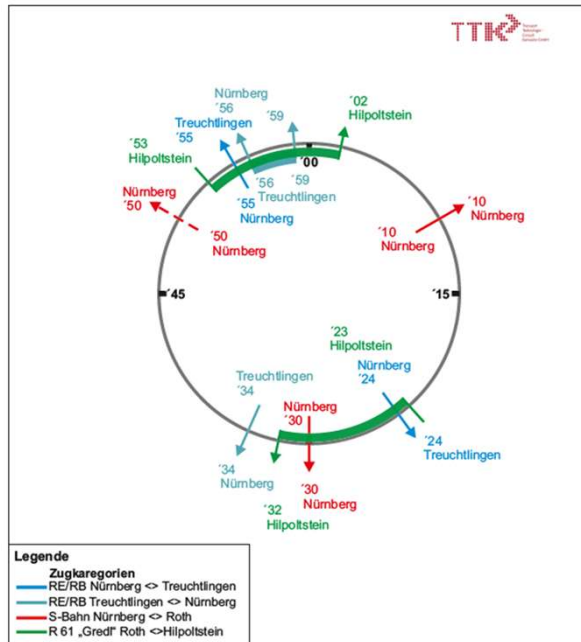 TTK
Nürnberg
´56
´59
´02
Hilpoltstein
Treuchtlingen
´55
´53
Hilpoltstein
´00
´56
´59
Treuchtlingen
´55
Nürnberg
Nürnberg
´50
´50
Nürnberg
´10
Nürnberg
´10
Nürnberg
´45
´15
´23
Hilpoltstein
Nürnberg
´24
Treuchtlingen
´34
Nürnberg
´30
´24
Treuchtlingen
´34
Nürnberg
´30
Nürnberg
´32
Hilpoltstein
Legende
Zugkaregorien
RE/RB Nürnberg <> Treuchtlingen
RE/RB Treuchtlingen <> Nürnberg
S-Bahn Nürnberg <> Roth
R 61 „Gredl" Roth <>Hilpoltstein